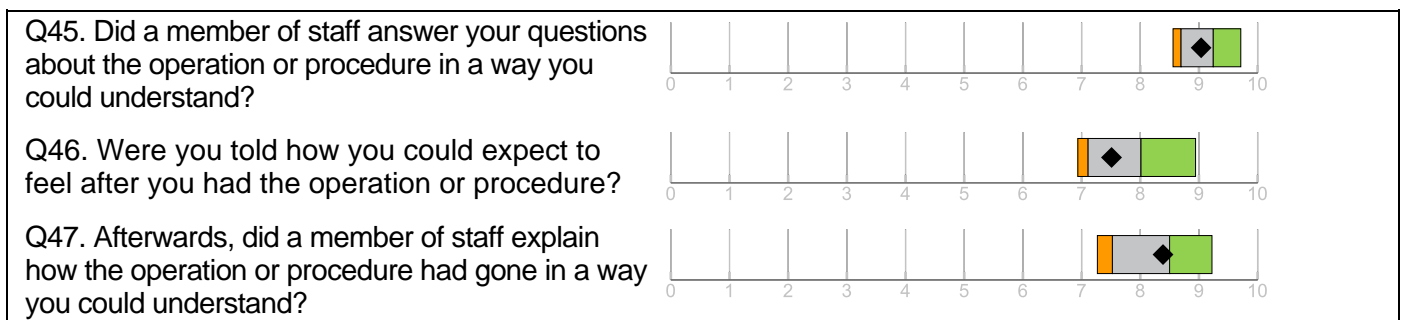 Q45. Did a member of staff answer your questions
about the operation or procedure in a way you
could understand?
0 1 2 3 4 5 6 7 8 9 10
Q46. Were you told how you could expect to
feel after you had the operation or procedure?
0 1 2 3 4 5 6 7 8 9 10
Q47. Afterwards, did a member of staff explain
how the operation or procedure had gone in a way
you could understand?
0 1 2 3 4 5 6 7 8 9 10